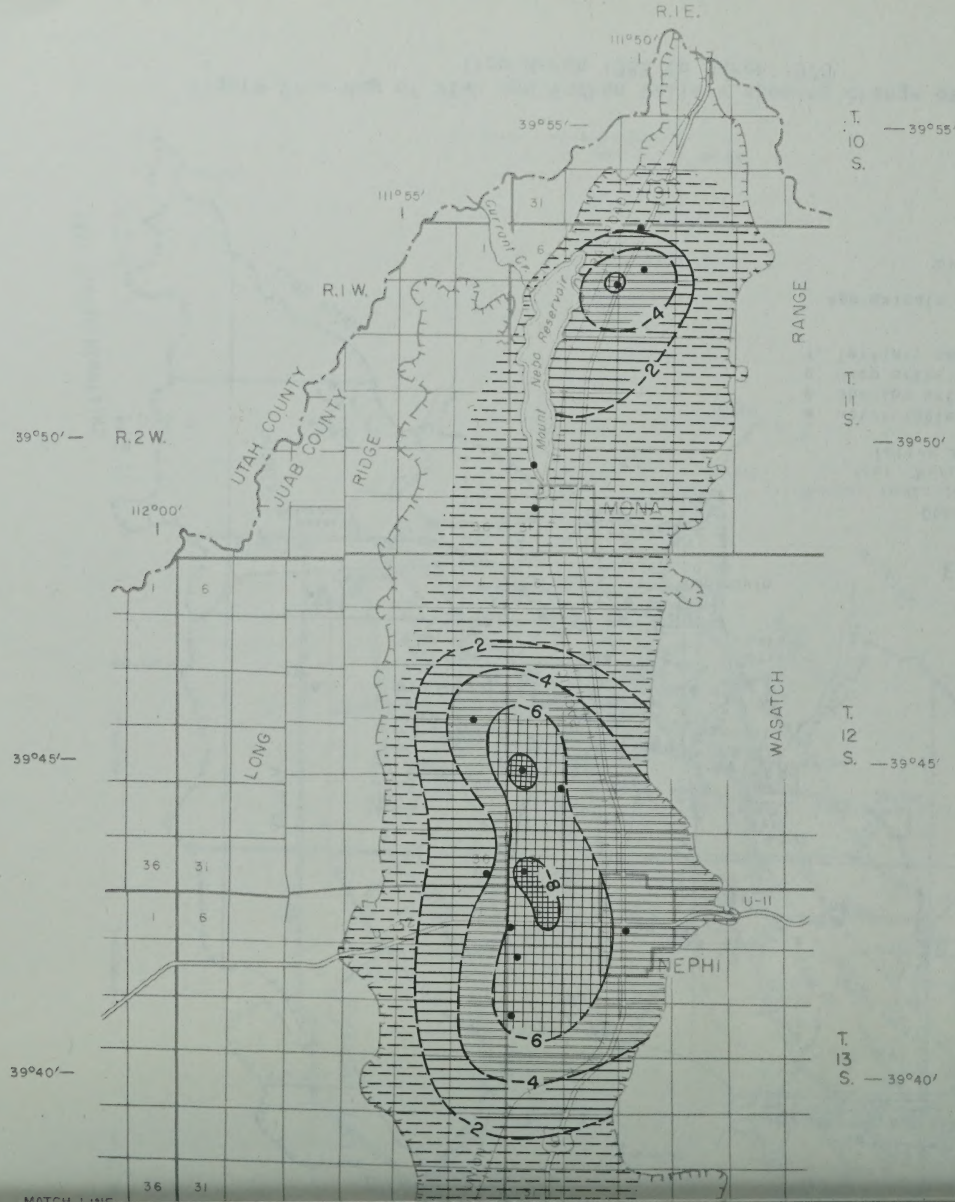 R.1 E.
111°50'
39°55'
T. 10 S.
39°55'
111°55'
31
Currant Cr.
1
6
R.1 W.
Mount Nebo Reservoir
4
2
RANGE
T. 11 S.
UTAH COUNTY
JUAB COUNTY
39°50'
R.2 W.
RIDGE
39°50'
112°00'
MONA
1
6
2
4
6
WASATCH
T. 12 S.
LONG
39°45'
39°45'
36
31
36
8
1
6
U-11
NEPHI
6
T. 13 S.
39°40'
4
39°40'
2
36
31
MATCH LINE